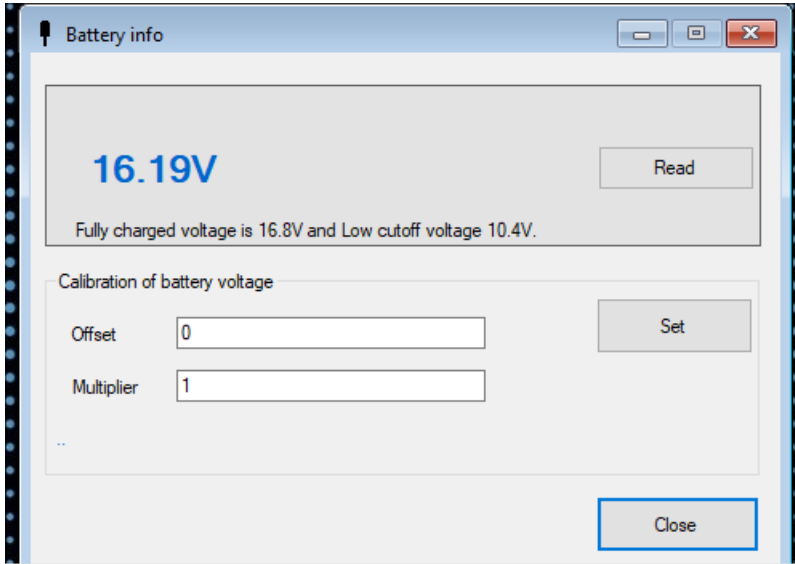 Battery info
16.19V
Read
Fully charged voltage is 16.8V and Low cutoff voltage 10.4V.
Calibration of battery voltage
Offset
0
Set
Multiplier
1
..
Close